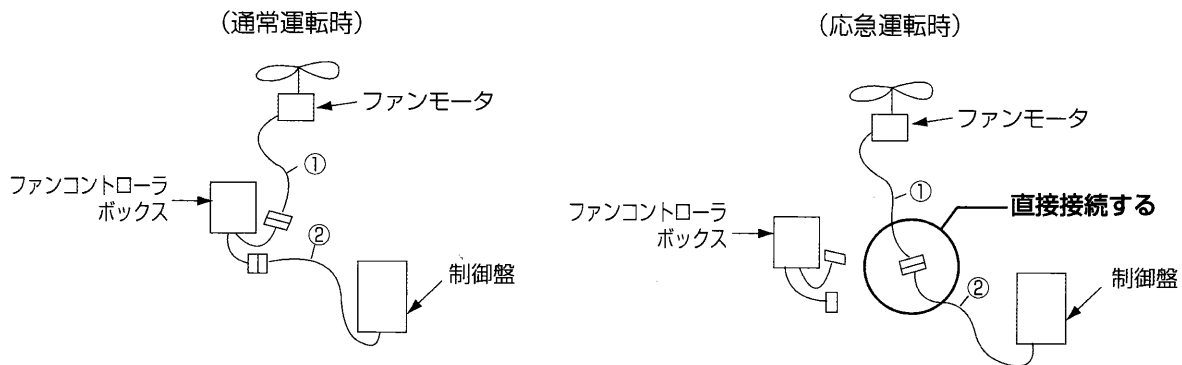 (通常運転時)
ファンモータ
①
ファンコントローラ
ボックス
②
制御盤
(応急運転時)
ファンモータ
①
直接接続する
ファンコントローラ
ボックス
②
制御盤